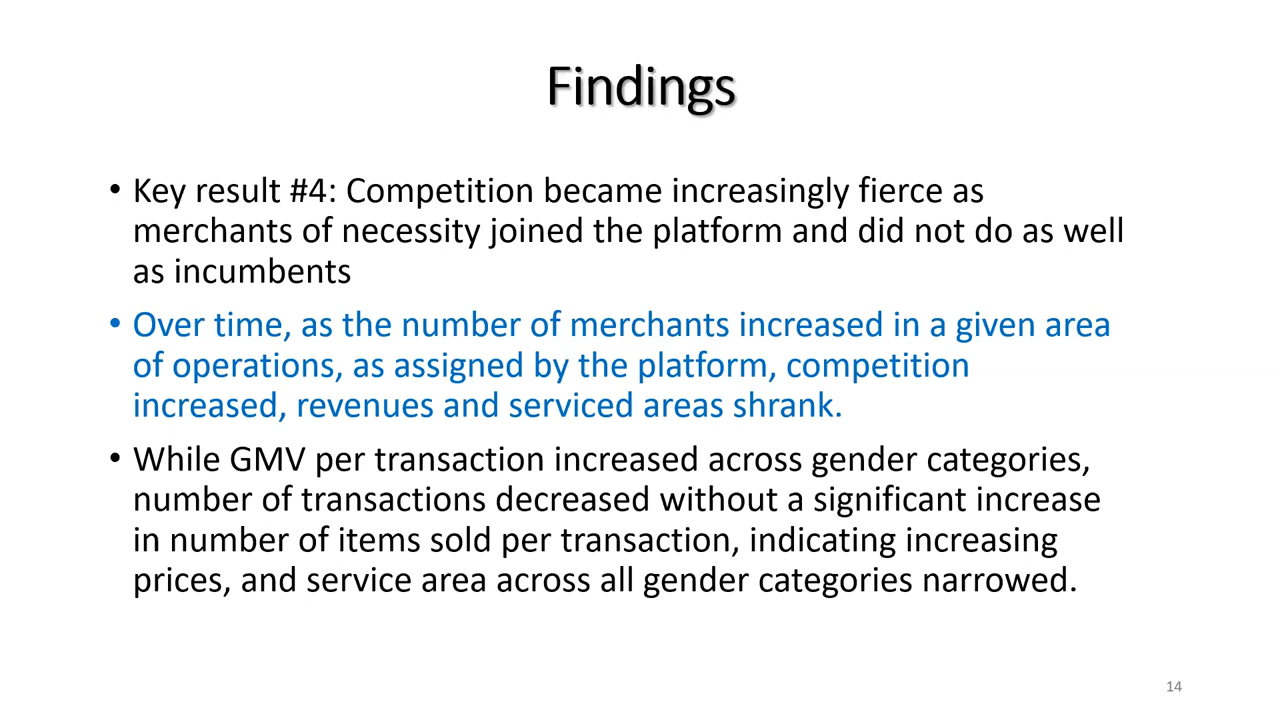 Findings
• Key result #4: Competition became increasingly fierce as
merchants of necessity joined the platform and did not do as well
as incumbents
• Over time, as the number of merchants increased in a given area
of operations, as assigned by the platform, competition
increased, revenues and serviced areas shrank.
• While GMV per transaction increased across gender categories,
number of transactions decreased without a significant increase
in number of items sold per transaction, indicating increasing
prices, and service area across all gender categories narrowed.
14